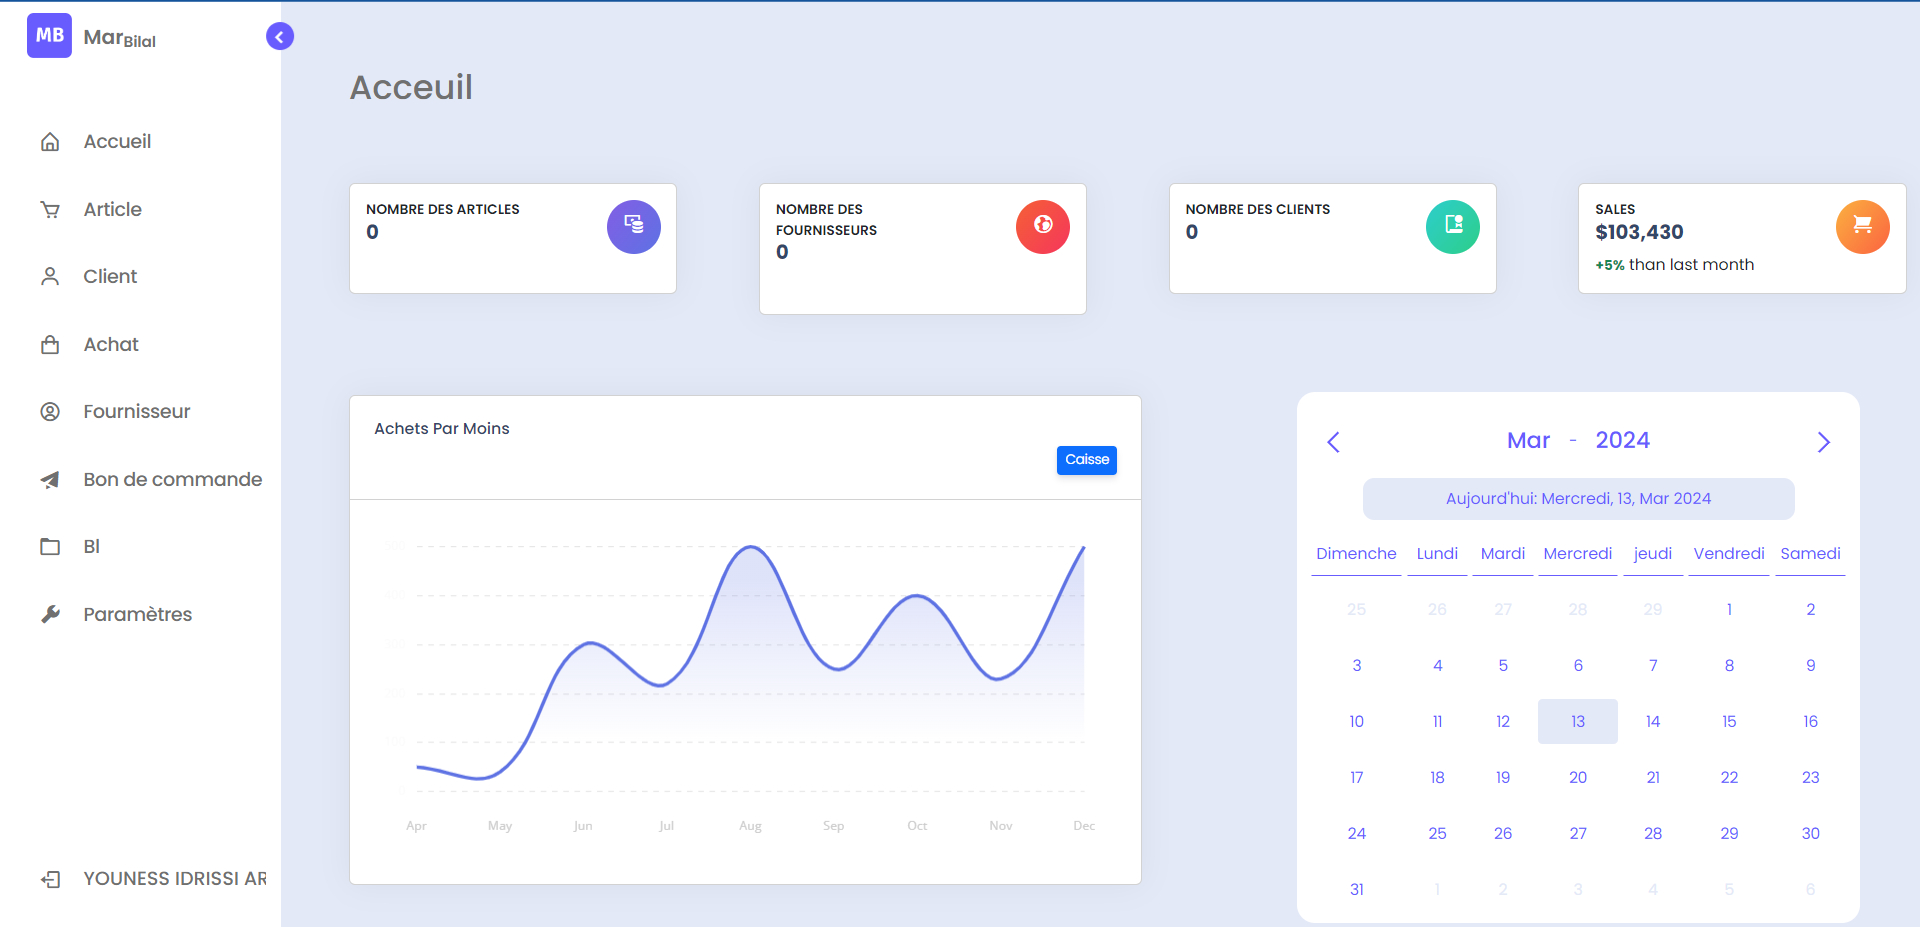 MB
Mar Bilal
Accueil
Article
Client
Achat
Fournisseur
Bon de commande
Bl
Paramètres
YOUNESS IDRISSI AR
Acceuil
NOMBRE DES ARTICLES
0
NOMBRE DES
FOURNISSEURS
0
NOMBRE DES CLIENTS
0
SALES
$103,430
+5% than last month
Achets Par Moins
Caisse
Apr May Jun Jul Aug Sep Oct Nov Dec
Mar - 2024
Aujourd'hui: Mercredi, 13, Mar 2024
Dimenche Lundi Mardi Mercredi jeudi Vendredi Samedi
25 26 27 28 29 1 2
3 4 5 6 7 8 9
10 11 12 13 14 15 16
17 18 19 20 21 22 23
24 25 26 27 28 29 30
31 1 2 3 4 5 6